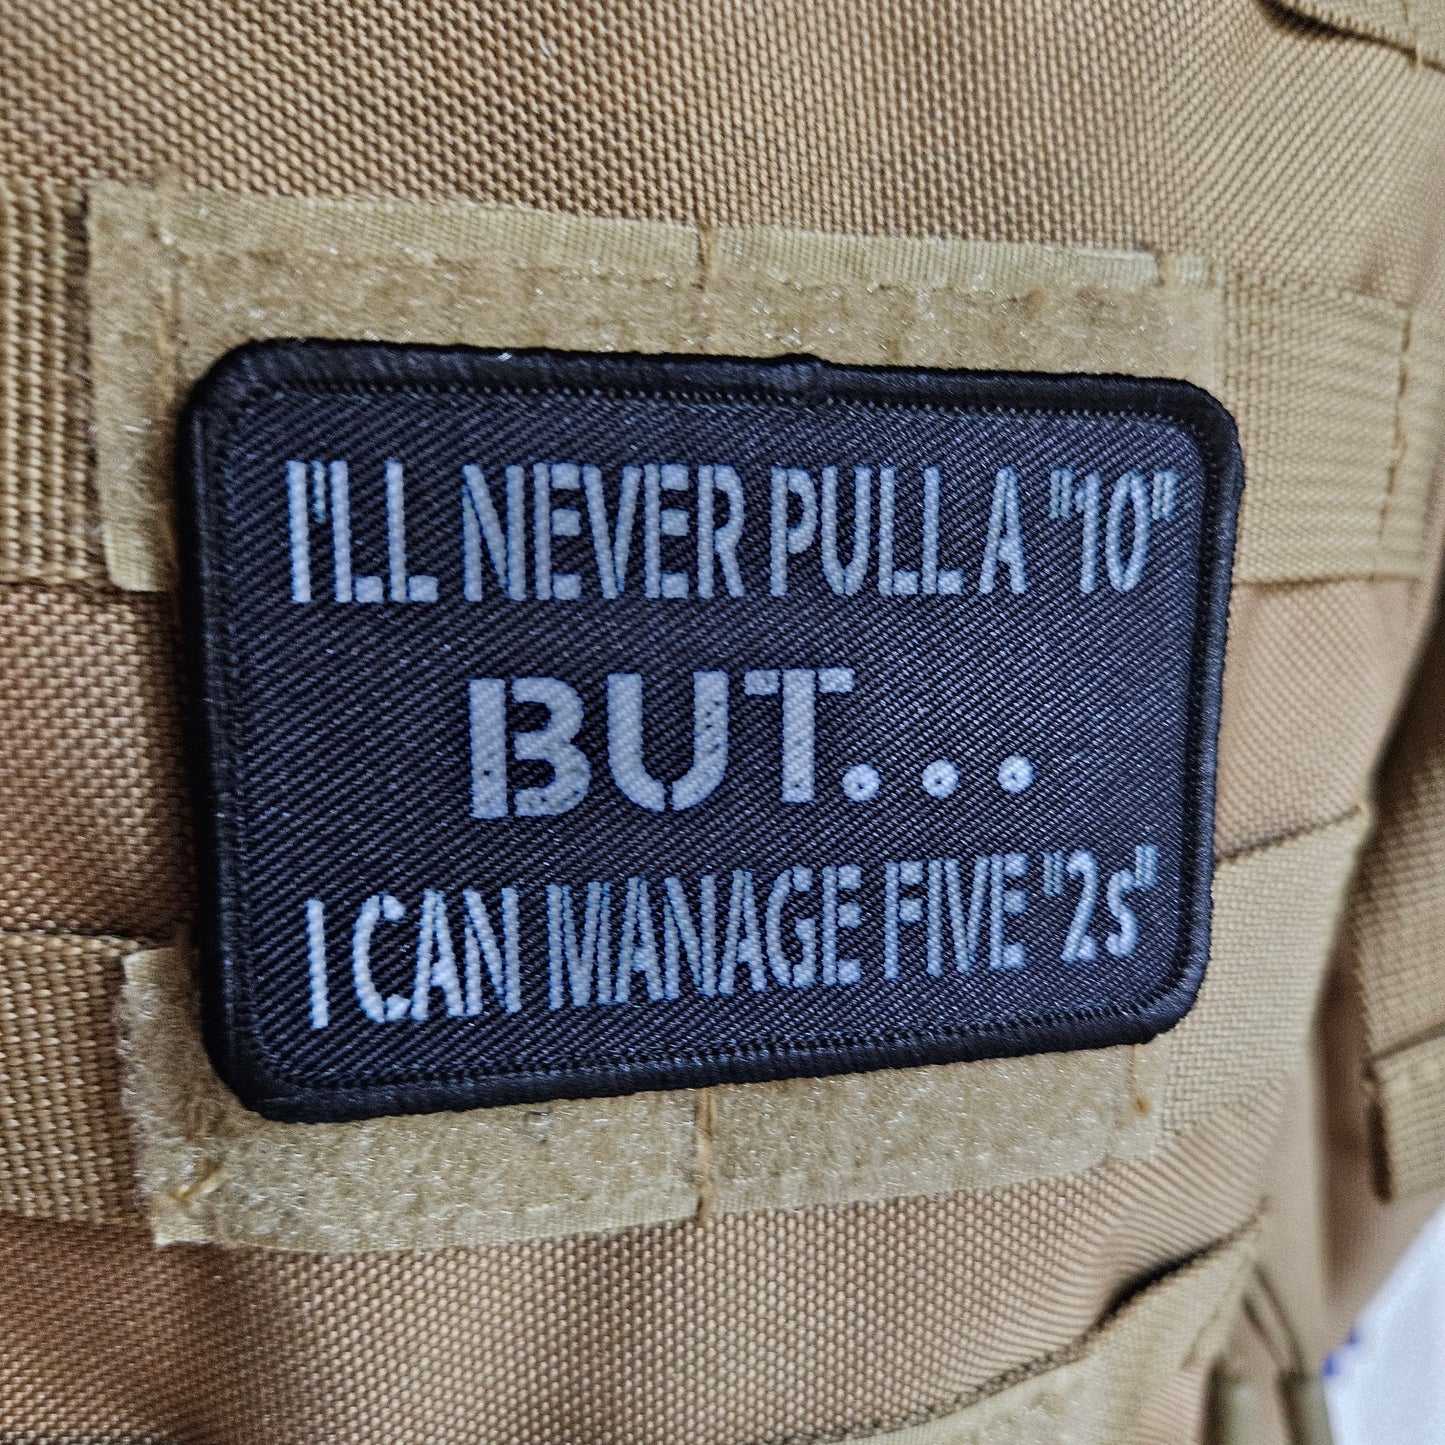 I'LL NEVER PULL A "10"
BUT...
I CAN MANAGE FIVE "2s"